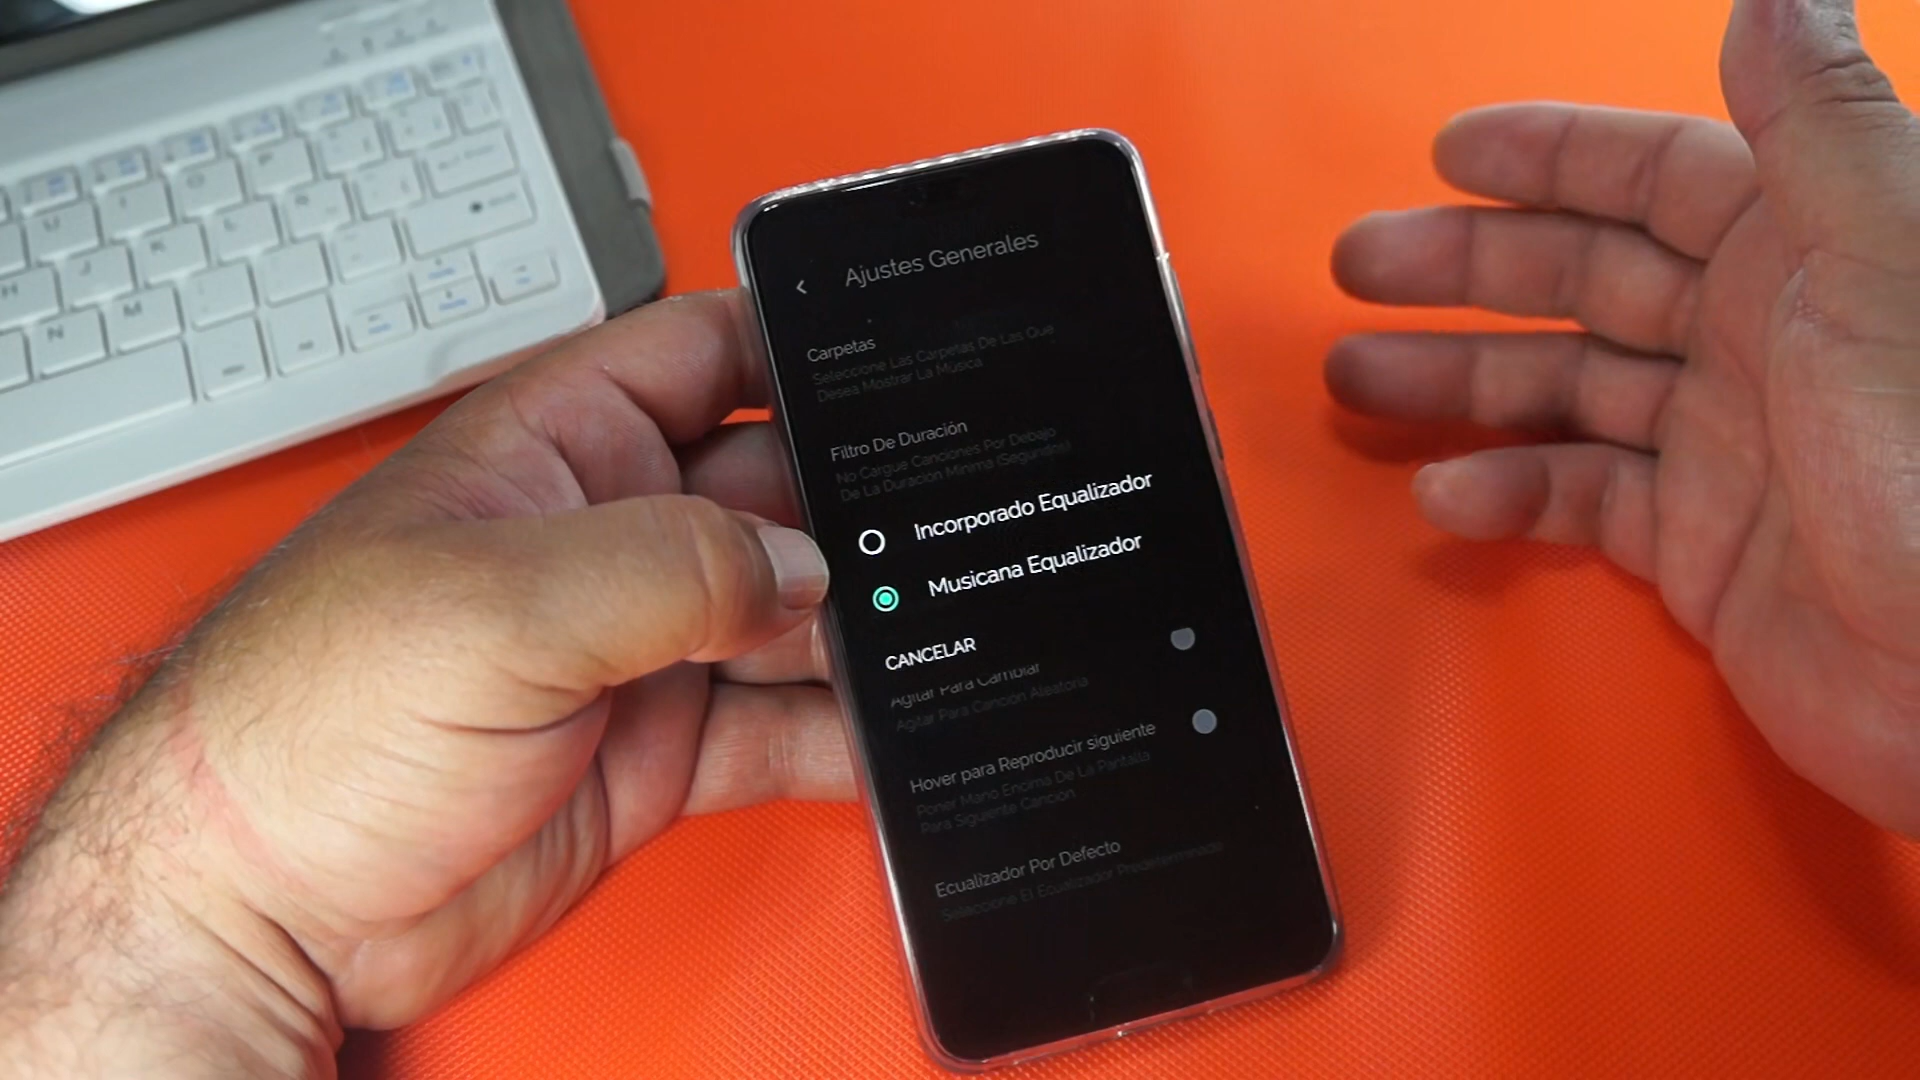 Ajustes Generales
Carpetas
Seleccione Las Carpetas De Las Que
Desea Mostrar La Música
Filtro De Duración
No Cargue Canciones Por Debajo
De La Duración Mínima (Segundos)
Incorporado Equalizador
Musicana Equalizador
CANCELAR
Agitar Para Cambiar
Agitar Para Canción Aleatoria
Hover para Reproducir siguiente
Poner Mano Encima De La Pantalla
Para Siguiente Canción
Ecualizador Por Defecto
Seleccione El Ecualizador Predeterminado
H
J
K
L
N
M